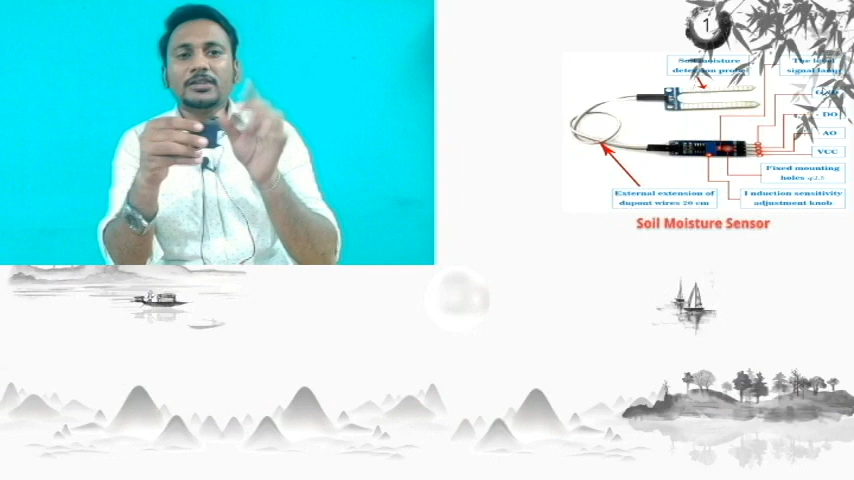 1
Soil moisture
detection probe
The level
signal lamp
DO
AO
VCC
Fixed mounting
holes
External extension of
dupont wires 20 cm
Induction sensitivity
adjustment knob
Soil Moisture Sensor